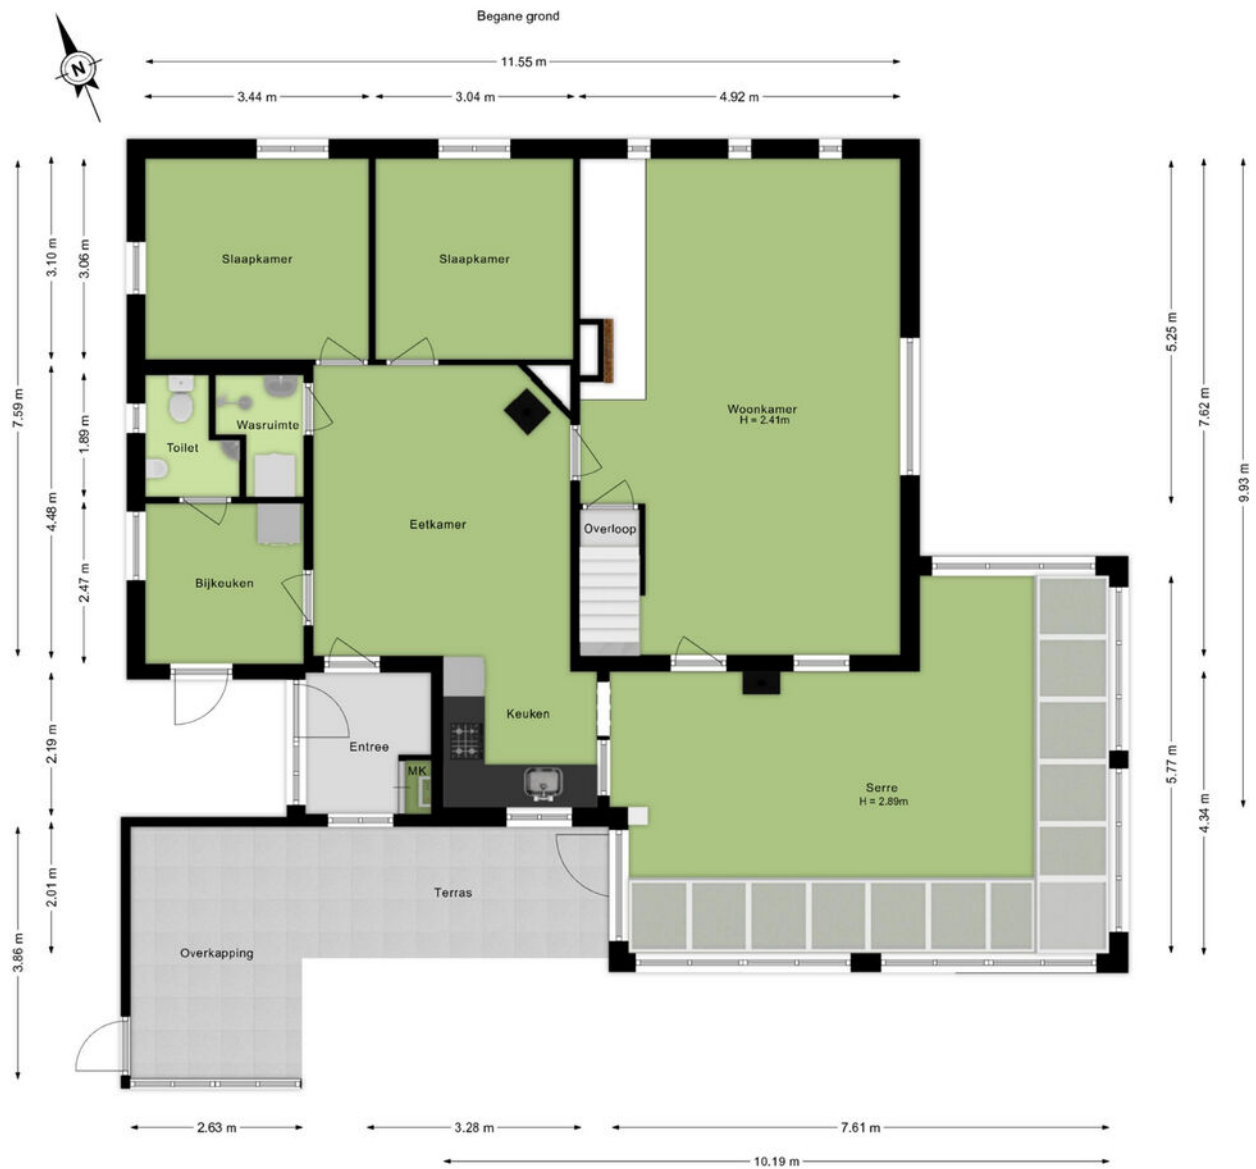 Begane grond
N
11.55 m
3.44 m
3.04 m
4.92 m
7.59 m
3.10 m
3.06 m
4.48 m
1.89 m
2.47 m
2.19 m
2.01 m
3.86 m
Slaapkamer
Slaapkamer
Woonkamer
H = 2.41m
Toilet
Wasruimte
Eetkamer
Overloop
Bijkeuken
Keuken
Entree
MK
Serre
H = 2.89m
Terras
Overkapping
5.25 m
7.62 m
9.93 m
5.77 m
4.34 m
2.63 m
3.28 m
7.61 m
10.19 m